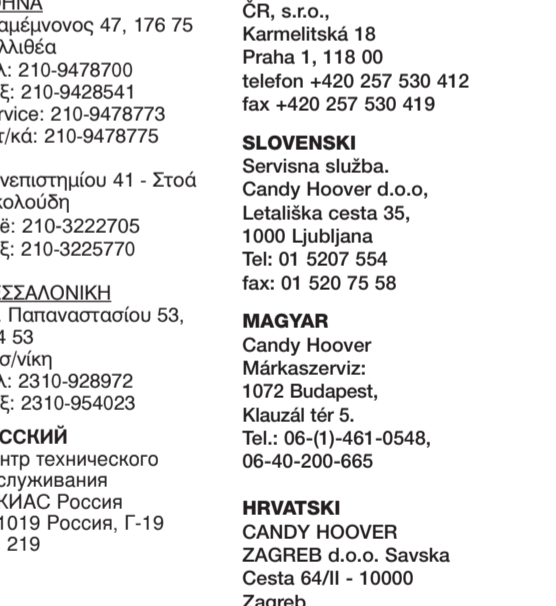 ΘΗΝΑ
αμέμνονος 47, 176 75
λλιθέα
λ: 210-9478700
ξ: 210-9428541
rvice: 210-9478773
τ/κά: 210-9478775
νεπιστημίου 41 - Στοά
κολούδη
ë: 210-3222705
ξ: 210-3225770
ΕΣΣΑΛΟΝΙΚΗ
. Παπαναστασίου 53,
4 53
σ/νίκη
λ: 2310-928972
ξ: 2310-954023
ССКИЙ
нтр технического
служивания
КИАС Россия
1019 Россия, Г-19
219
ČR, s.r.o.,
Karmelitská 18
Praha 1, 118 00
telefon +420 257 530 412
fax +420 257 530 419
SLOVENSKI
Servisna služba.
Candy Hoover d.o.o,
Letališka cesta 35,
1000 Ljubljana
Tel: 01 5207 554
fax: 01 520 75 58
MAGYAR
Candy Hoover
Márkaszerviz:
1072 Budapest,
Klauzál tér 5.
Tel.: 06-(1)-461-0548,
06-40-200-665
HRVATSKI
CANDY HOOVER
ZAGREB d.o.o. Savska
Cesta 64/II - 10000
Zagreb